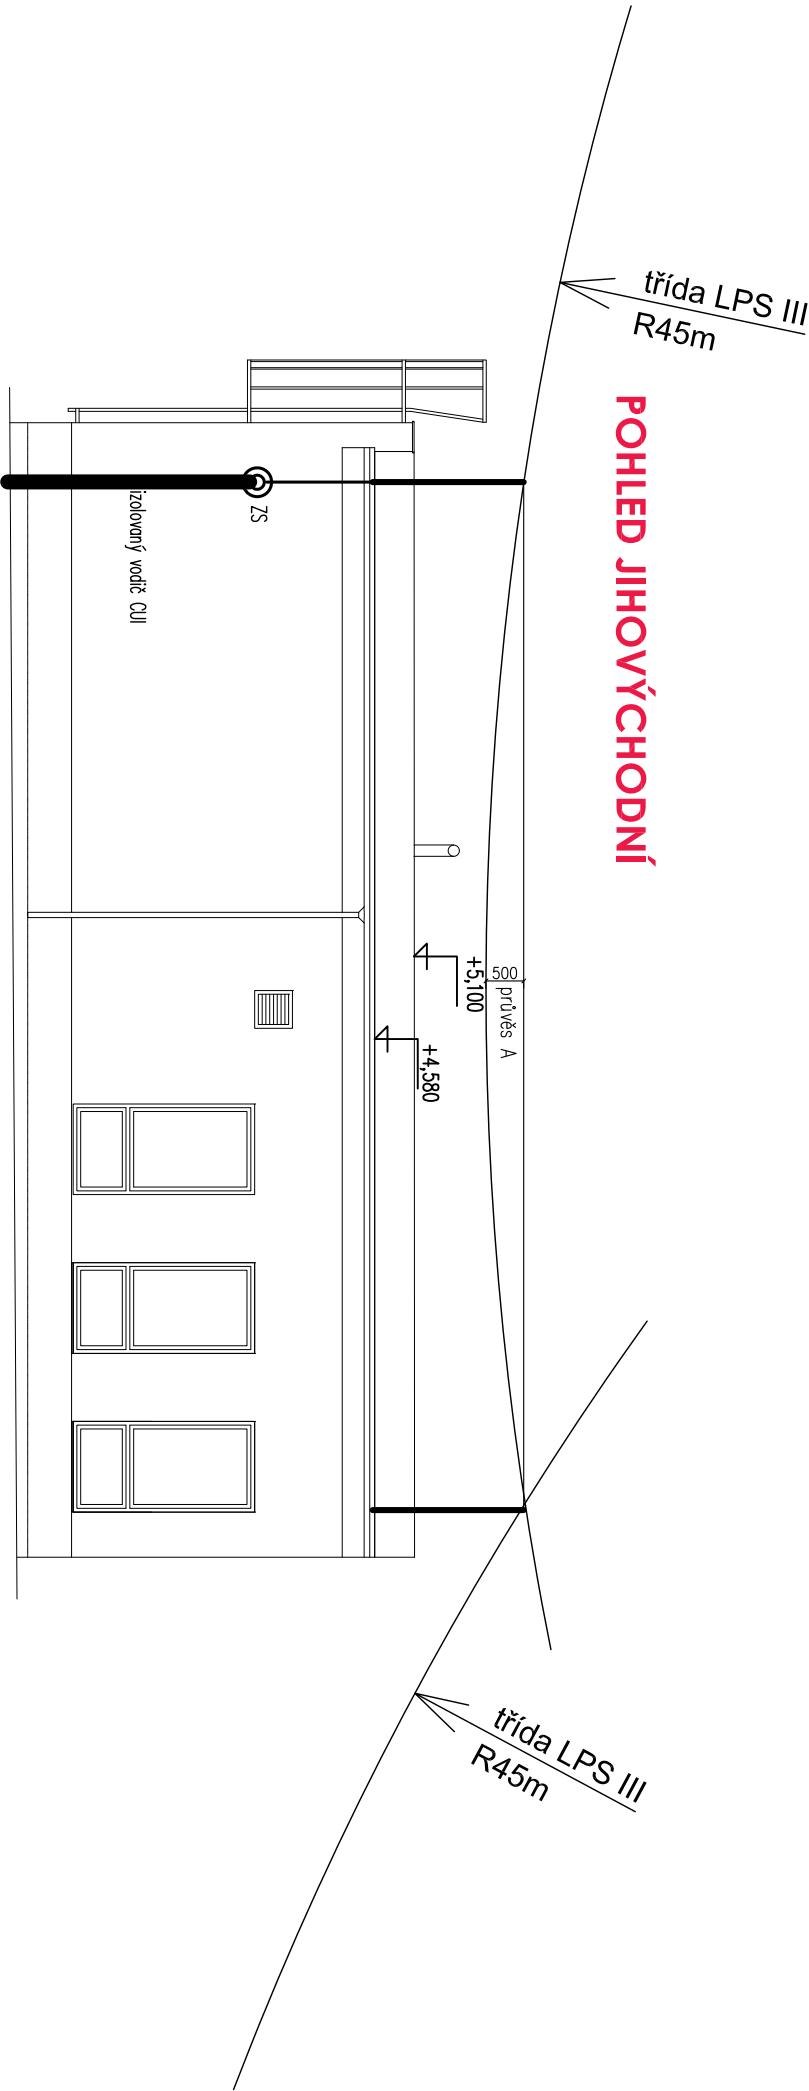 POHLED JIHOVÝCHODNÍ
třída LPS III
R45m
ZS
izolovaný vodič CUI
500
průvěs A
+5,100
+4,580
třída LPS III
R45m